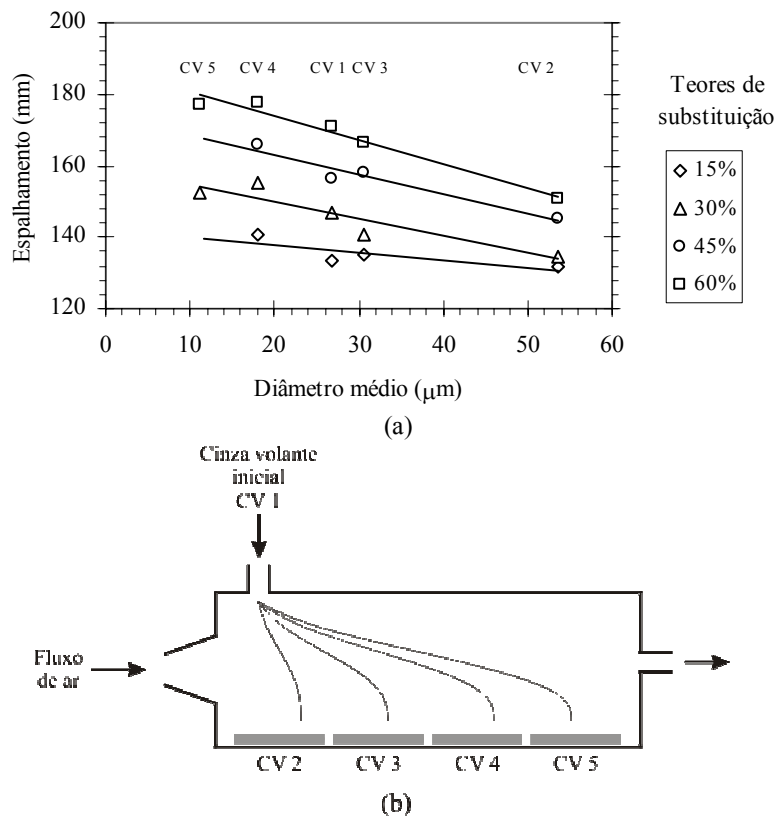 200
180
160
140
120
Espalhamento (mm)
CV 5 CV 4 CV 1 CV 3 CV 2
0 10 20 30 40 50 60
Diâmetro médio (μm)
Teores de
substituição
15%
30%
45%
60%
(a)
Cinza volante
inicial
CV 1
Fluxo
de ar
CV 2 CV 3 CV 4 CV 5
(b)